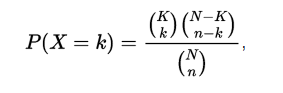 P(X = k) = \frac{\binom{K}{k}\binom{N-K}{n-k}}{\binom{N}{n}},